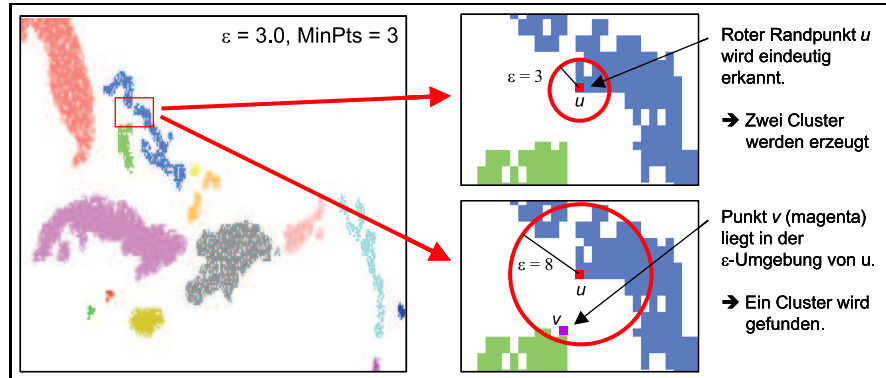 ε = 3.0, MinPts = 3
ε = 3
u
Roter Randpunkt u
wird eindeutig
erkannt.
➔ Zwei Cluster
werden erzeugt
ε = 8
u
v
Punkt v (magenta)
liegt in der
ε-Umgebung von u.
➔ Ein Cluster wird
gefunden.